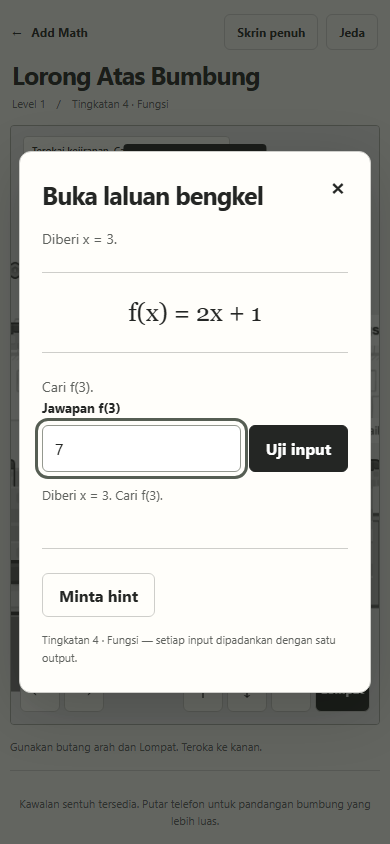 ← Add Math
Skrin penuh
Jeda
Lorong Atas Bumbung
Level 1 / Tingkatan 4 · Fungsi
Buka laluan bengkel
×
Diberi x = 3.
f(x) = 2x + 1
Cari f(3).
Jawapan f(3)
7
Uji input
Diberi x = 3. Cari f(3).
Minta hint
Tingkatan 4 · Fungsi — setiap input dipadankan dengan satu
output.
Gunakan butang arah dan Lompat. Teroka ke kanan.
Kawalan sentuh tersedia. Putar telefon untuk pandangan bumbung yang
lebih luas.